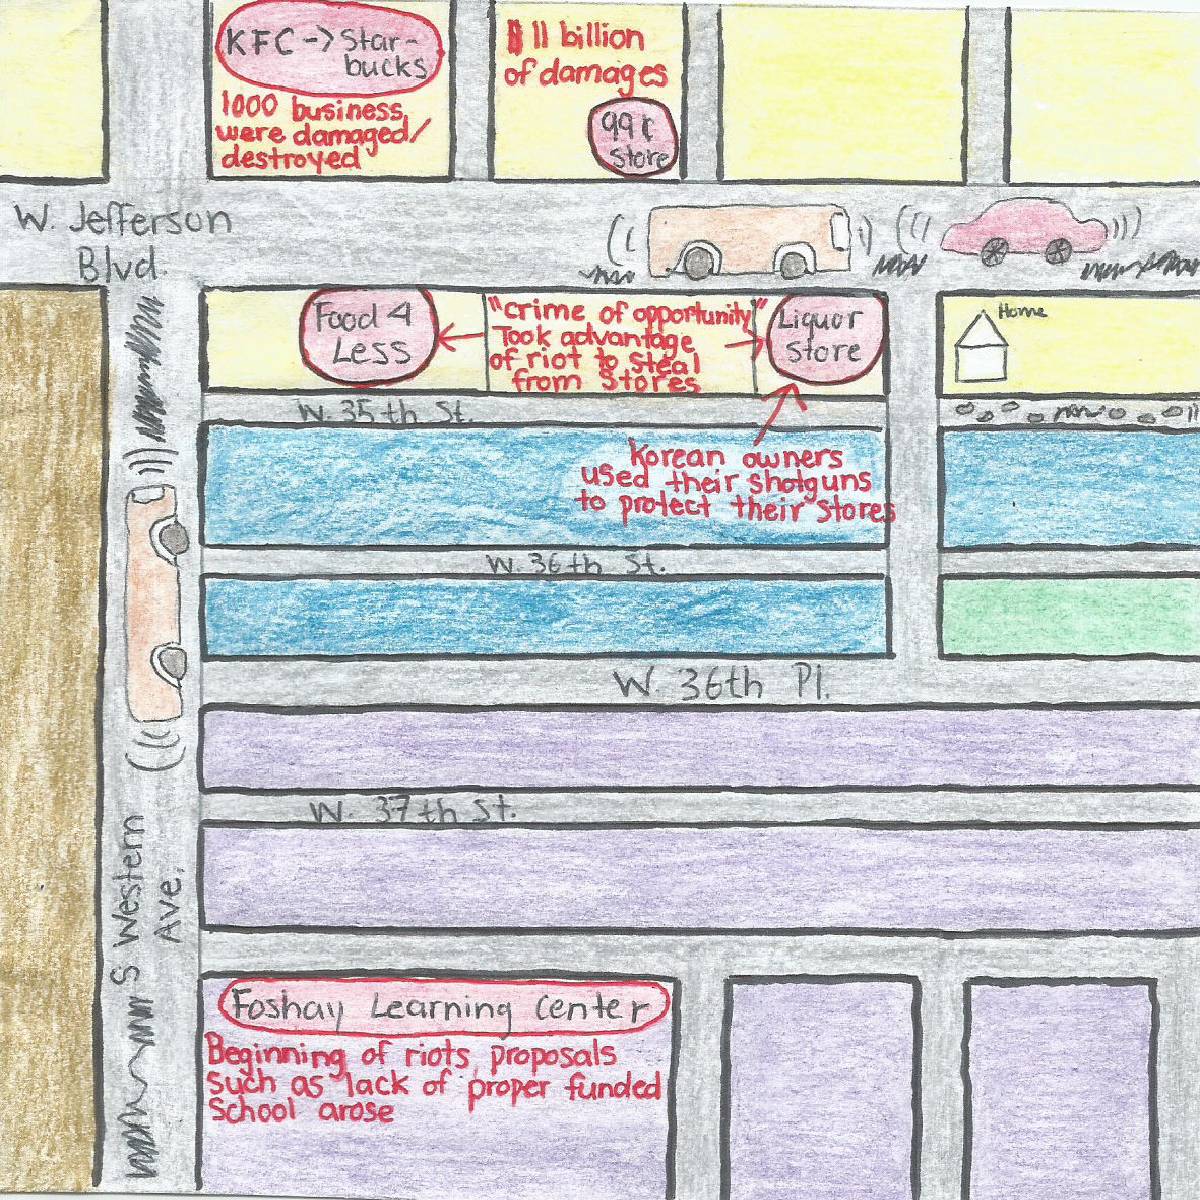 KFC -> Star-
bucks
1000 business
were damaged/
destroyed
$ 11 billion
of damages
99¢
store
W. Jefferson
Blvd.
Food 4
Less
"crime of opportunity"
Took advantage
of riot to steal
from stores
Liquor
Store
Home
W. 35th St.
Korean owners
used their shotguns
to protect their stores
W. 36th St.
W. 36th Pl.
W. 37th St.
S Western
Ave.
Foshay Learning Center
Beginning of riots, proposals
such as lack of proper funded
school arose